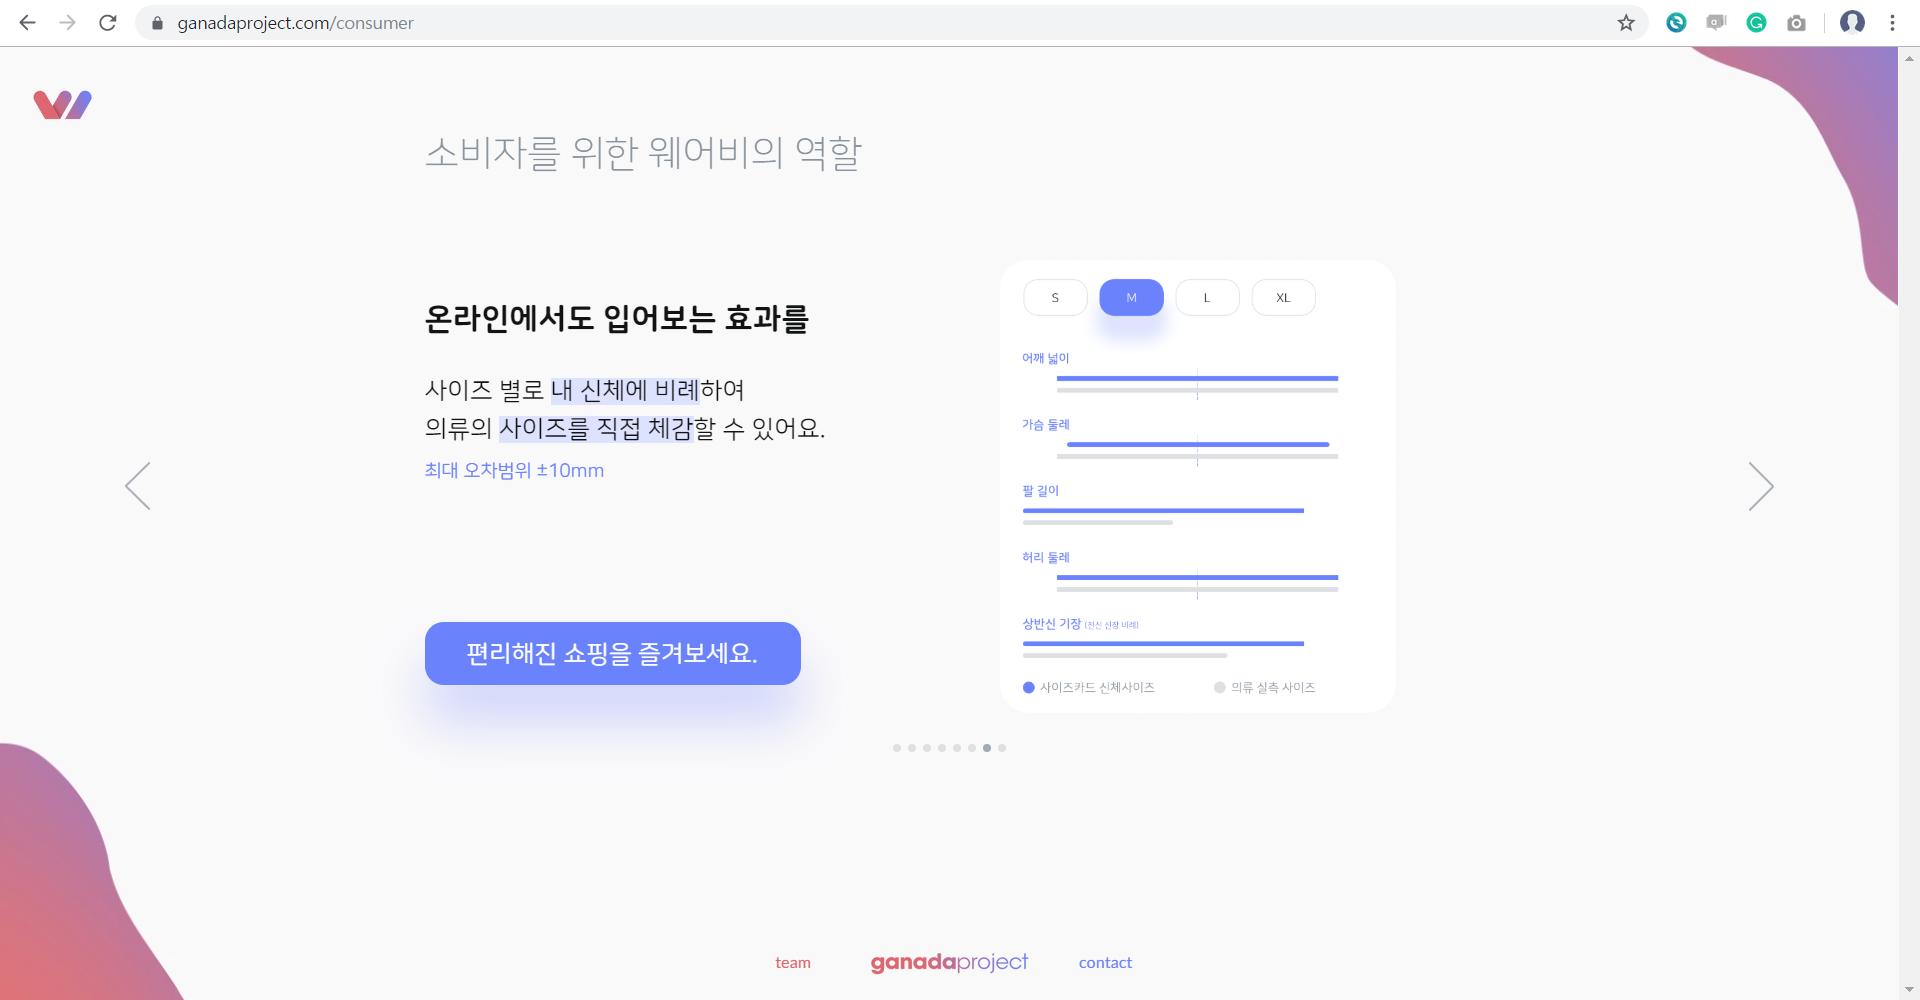 ganadaproject.com/consumer
소비자를 위한 웨어비의 역할
온라인에서도 입어보는 효과를
사이즈 별로 내 신체에 비례하여
의류의 사이즈를 직접 체감할 수 있어요.
최대 오차범위 ±10mm
편리해진 쇼핑을 즐겨보세요.
S M L XL
어깨 넓이
가슴 둘레
팔 길이
허리 둘레
상반신 기장 (전신 신장 비례)
사이즈카드 신체사이즈 의류 실측 사이즈
team ganadaproject contact